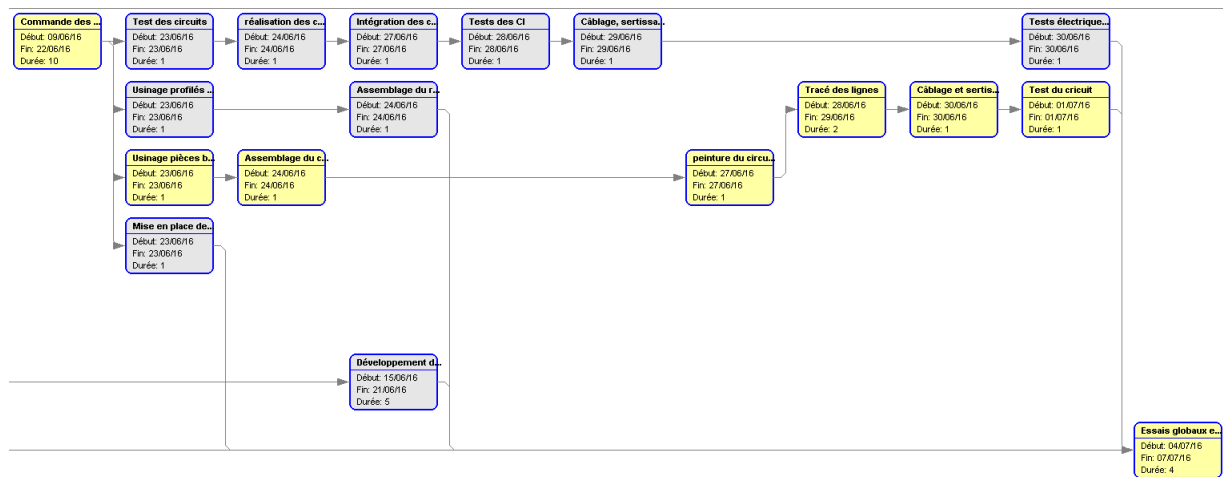 Commande des ...
Début: 09/06/16
Fin: 22/06/16
Durée: 10
Test des circuits
Début: 23/06/16
Fin: 23/06/16
Durée: 1
réalisation des c...
Début: 24/06/16
Fin: 24/06/16
Durée: 1
Intégration des c...
Début: 27/06/16
Fin: 27/06/16
Durée: 1
Tests des CI
Début: 28/06/16
Fin: 28/06/16
Durée: 1
Câblage, sertissa...
Début: 29/06/16
Fin: 29/06/16
Durée: 1
Tests électrique...
Début: 30/06/16
Fin: 30/06/16
Durée: 1
Usinage profilés ...
Début: 23/06/16
Fin: 23/06/16
Durée: 1
Assemblage du r...
Début: 24/06/16
Fin: 24/06/16
Durée: 1
Tracé des lignes
Début: 28/06/16
Fin: 29/06/16
Durée: 2
Câblage et sertis...
Début: 30/06/16
Fin: 30/06/16
Durée: 1
Test du cricuit
Début: 01/07/16
Fin: 01/07/16
Durée: 1
Usinage pièces b...
Début: 23/06/16
Fin: 23/06/16
Durée: 1
Assemblage du c...
Début: 24/06/16
Fin: 24/06/16
Durée: 1
peinture du circu...
Début: 27/06/16
Fin: 27/06/16
Durée: 1
Mise en place de...
Début: 23/06/16
Fin: 23/06/16
Durée: 1
Développement d...
Début: 15/06/16
Fin: 21/06/16
Durée: 5
Essais globaux e...
Début: 04/07/16
Fin: 07/07/16
Durée: 4